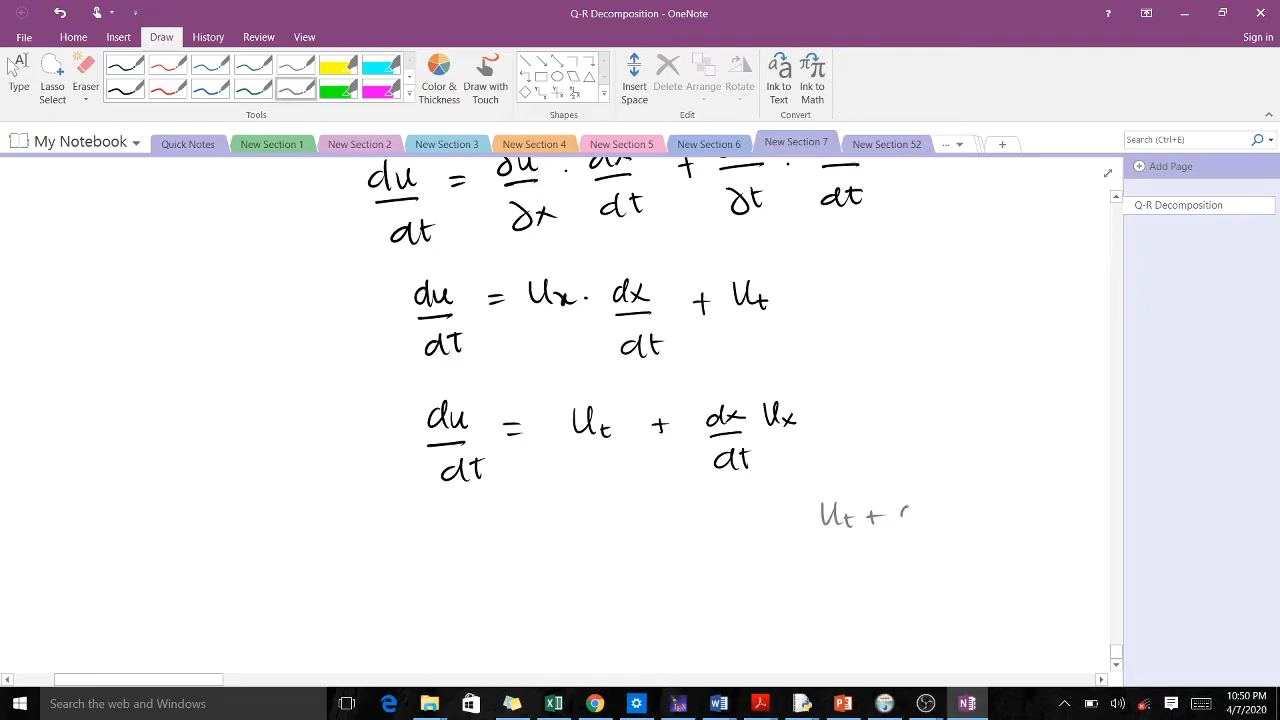 Q-R Decomposition - OneNote
?
File Home Insert Draw History Review View Sign in
Type Lasso Select Eraser Color & Thickness Draw with Touch Insert Space Delete Arrange Rotate Ink to Text Ink to Math
Tools Shapes Edit Convert
My Notebook Quick Notes New Section 1 New Section 2 New Section 3 New Section 4 New Section 5 New Section 6 New Section 7 New Section 52 ... + Search (Ctrl+E)
Add Page
Q-R Decomposition
du/dt = ∂u/∂x · dx/dt + /∂t · /dt
du/dt = Ux · dx/dt + Ut
du/dt = Ut + dx/dt Ux
Ut +
Search the web and Windows
10:50 PM
4/7/2020